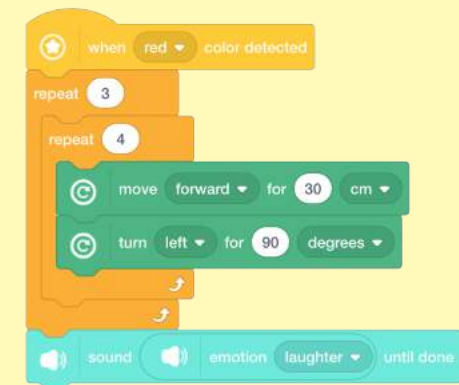 when red color detected
repeat 3
repeat 4
move forward for 30 cm
turn left for 90 degrees
sound emotion laughter until done